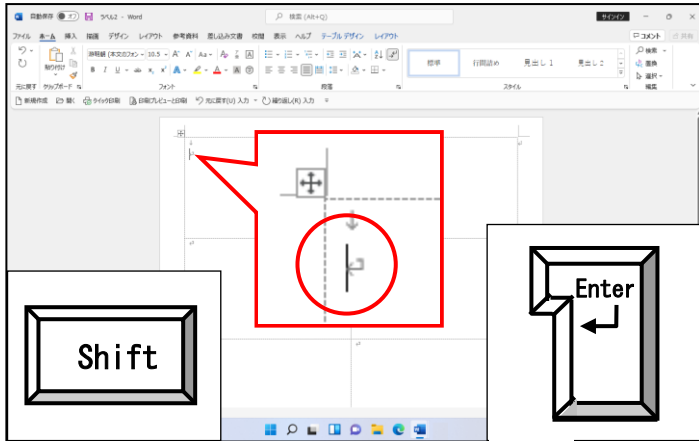 自動保存 オフ ラベル2 - Word 検索 (Alt+Q) サインイン
ファイル ホーム 挿入 描画 デザイン レイアウト 参考資料 差し込み文書 校閲 表示 ヘルプ テーブル デザイン レイアウト コメント 共有
貼り付け 游明朝 (本文のフォン 10.5 A^ A Aa A
B I U ab x, x' A A A
標準 行間詰め 見出し 1 見出し 2
検索
置換
選択
元に戻す クリップボード フォント 段落 スタイル 編集
新規作成 開く クイック印刷 印刷プレビューと印刷 元に戻す(U) 入力 繰り返し(R) 入力
Shift
Enter